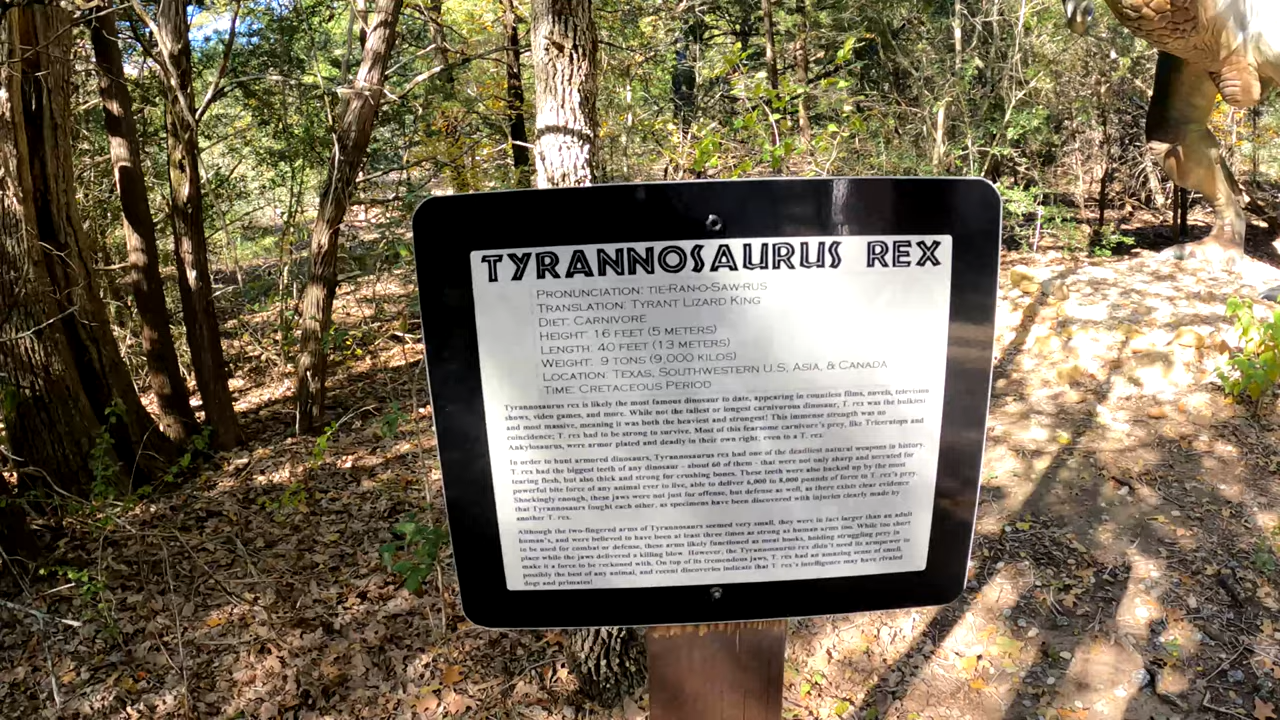 TYRANNOSAURUS REX
PRONUNCIATION: TIE-RAN-O-SAW-RUS
TRANSLATION: TYRANT LIZARD KING
DIET: CARNIVORE
HEIGHT: 16 FEET (5 METERS)
LENGTH: 40 FEET (13 METERS)
WEIGHT: 9 TONS (9,000 KILOS)
LOCATION: TEXAS, SOUTHWESTERN U.S, ASIA, & CANADA
TIME: CRETACEOUS PERIOD
Tyrannosaurus rex is likely the most famous dinosaur to date, appearing in countless films, novels, television
shows, video games, and more. While not the tallest or longest carnivorous dinosaur, T. rex was the bulkiest
and most massive, meaning it was both the heaviest and strongest! This immense strength was no
coincidence; T. rex had to be strong to survive. Most of this fearsome carnivore's prey, like Triceratops and
Ankylosaurus, were armor plated and deadly in their own right; even to a T. rex.
In order to hunt armored dinosaurs, Tyrannosaurus rex had one of the deadliest natural weapons in history.
T. rex had the biggest teeth of any dinosaur - about 60 of them - that were not only sharp and serrated for
tearing flesh, but also thick and strong for crushing bones. These teeth were also backed up by the most
powerful bite force of any animal ever to live, able to deliver 6,000 to 8,000 pounds of force to T. rex's prey.
Shockingly enough, these jaws were not just for offense, but defense as well, as there exists clear evidence
that Tyrannosaurs fought each other, as specimens have been discovered with injuries clearly made by
another T. rex.
Although the two-fingered arms of Tyrannosaurs seemed very small, they were in fact larger than an adult
human's, and were believed to have been at least three times as strong as human arms too. While too short
to be used for combat or defense, these arms likely functioned as meat hooks, holding struggling prey in
place while the jaws delivered a killing blow. However, the Tyrannosaurus rex didn't need its armpower to
make it a force to be reckoned with. On top of its tremendous jaws, T. rex had an amazing sense of smell,
possibly the best of any animal, and recent discoveries indicate that T. rex's intelligence may have rivaled
dogs and primates!